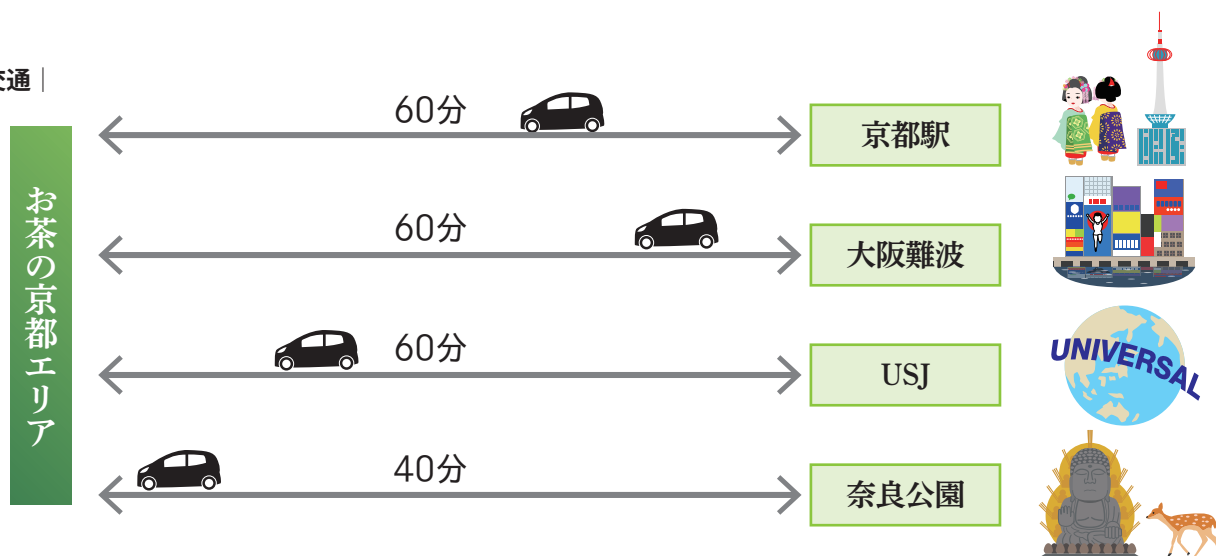 交通｜
お茶の京都エリア
60分
京都駅
60分
大阪難波
60分
USJ
UNIVERSAL
40分
奈良公園